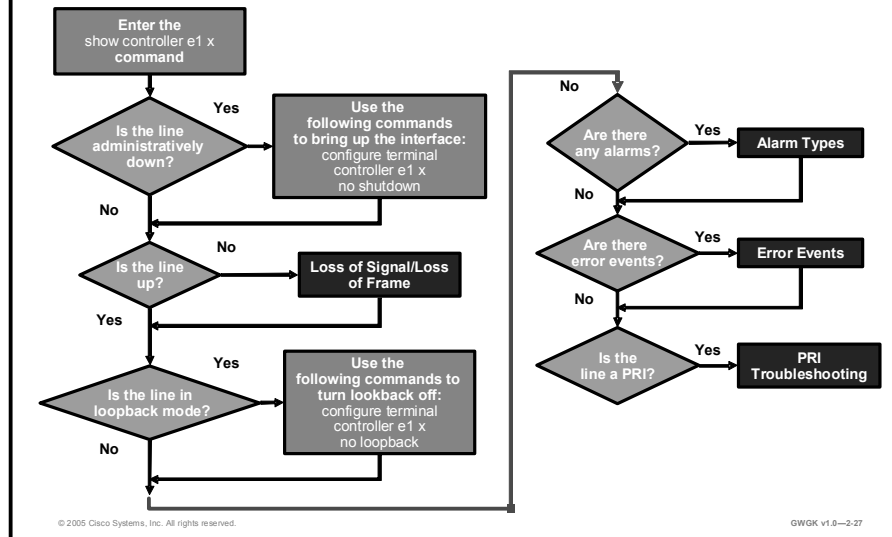 Enter the
show controller e1 x
command
Yes
Is the line
administratively
down?
Use the
following commands
to bring up the interface:
configure terminal
controller e1 x
no shutdown
No
No
Is the line
up?
Loss of Signal/Loss
of Frame
Yes
Yes
Is the line in
loopback mode?
Use the
following commands to
turn lookback off:
configure terminal
controller e1 x
no loopback
No
No
Are there
any alarms?
Yes
Alarm Types
No
Are there
error events?
Yes
Error Events
No
Is the
line a PRI?
Yes
PRI
Troubleshooting
© 2005 Cisco Systems, Inc. All rights reserved.
GWGK v1.0—2-27